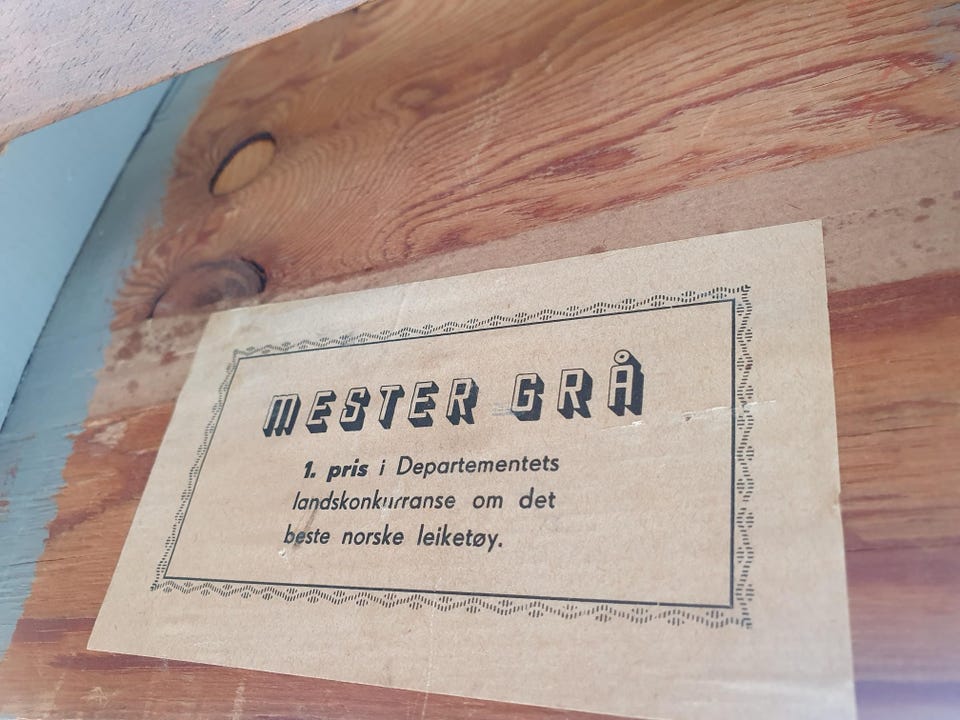 MESTER GRÅ
1. pris i Departementets
landskonkurranse om det
beste norske leiketøy.